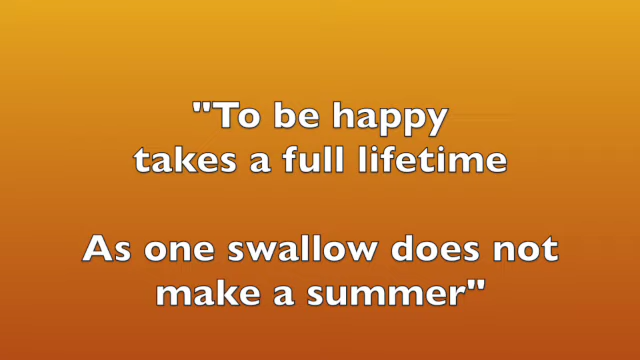 "To be happy
takes a full lifetime
As one swallow does not
make a summer"